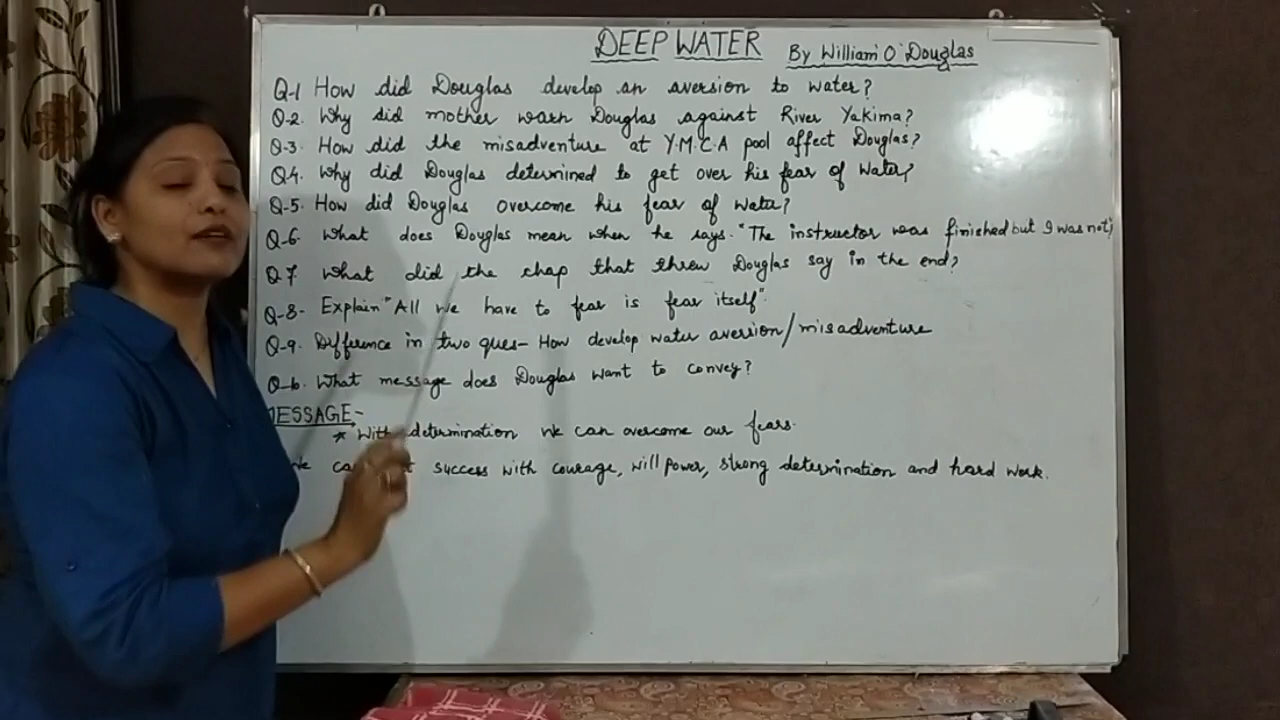 DEEP WATER By William O' Douglas
Q-1 How did Douglas develop an aversion to water?
Q-2. Why did mother warn Douglas against River Yakima?
Q-3. How did the misadventure at Y.M.C.A pool affect Douglas?
Q-4. Why did Douglas determined to get over his fear of water?
Q-5. How did Douglas overcome his fear of water?
Q-6. What does Douglas mean when he says. "The instructor was finished but I was not"?
Q-7 What did the chap that threw Douglas say in the end?
Q-8- Explain "All we have to fear is fear itself".
Q-9. Difference in two ques- How develop water aversion/misadventure
What message does Douglas want to convey?
MESSAGE-
* With determination we can overcome our fears.
success with courage, will power, strong determination and hard work.